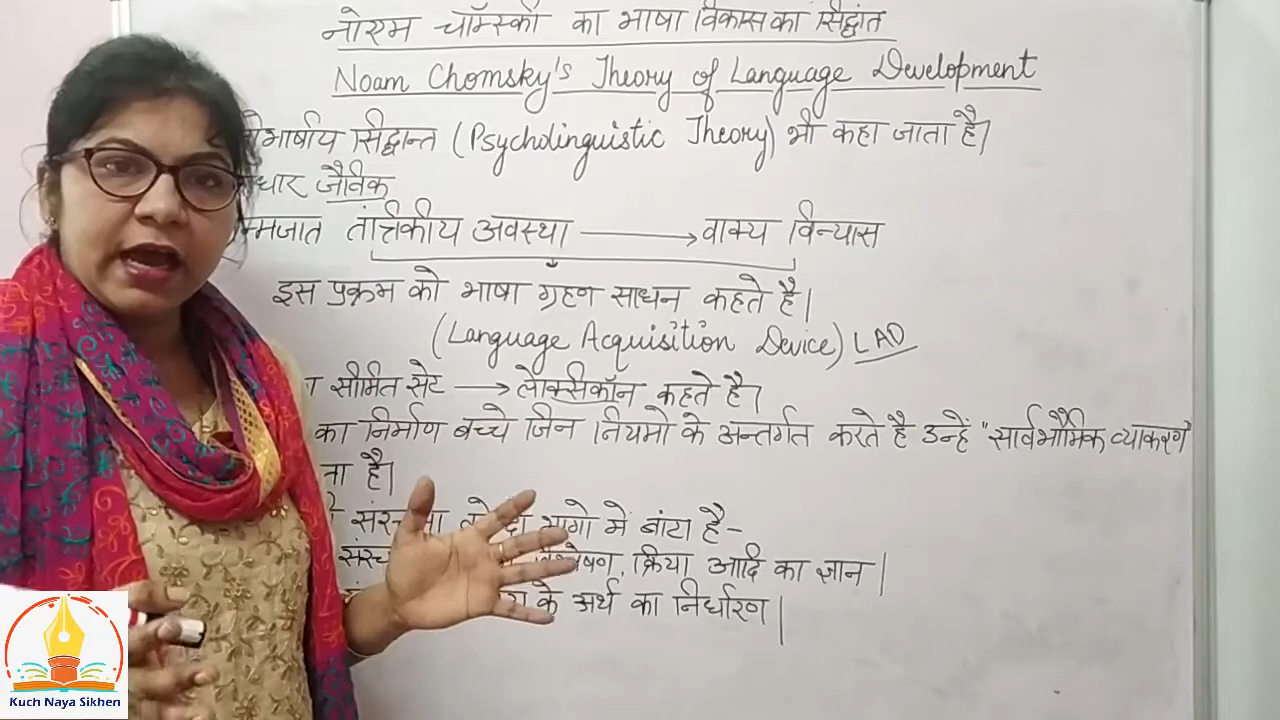 नोएम चॉम्स्की का भाषा विकास का सिद्धांत
Noam Chomsky's Theory of Language Development
सिद्धान्त (Psycholinguistic Theory) भी कहा जाता है।
जैविक
तांत्रिकीय अवस्था → वाक्य विन्यास
इस प्रक्रम को भाषा ग्रहण साधन कहते है।
(Language Acquisition Device) LAD
सीमित सेट → लेक्सीकॉन कहते है।
का निर्माण बच्चे जिन नियमो के अन्तर्गत करते है उन्हें "सार्वभौमिक व्याकरण
है।
भागो में बांटा है-
क्रिया आदि का ज्ञान।
के अर्थ का निर्धारण।
Kuch Naya Sikhen